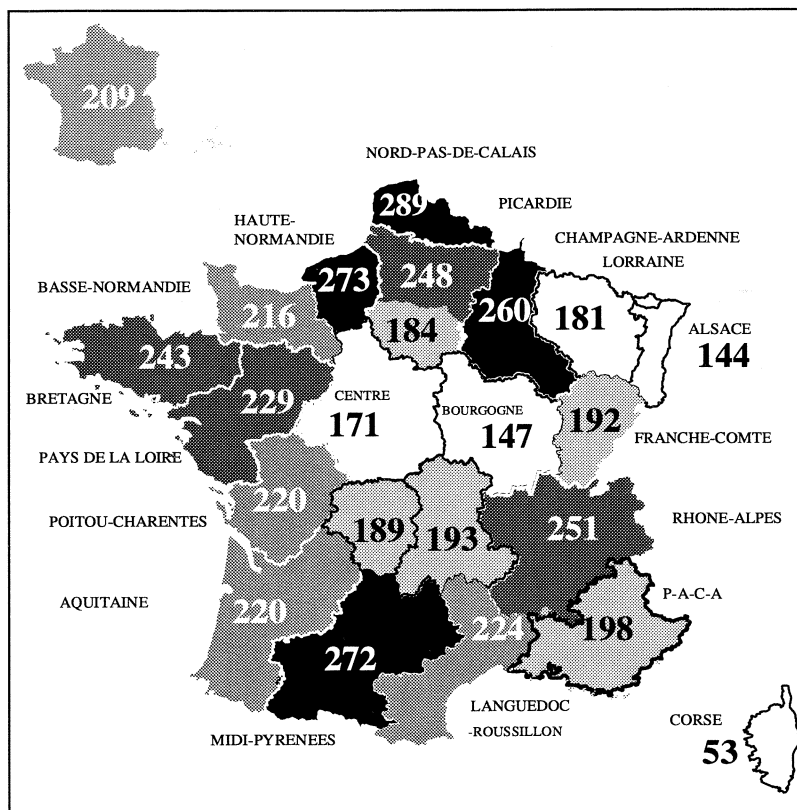 209
NORD-PAS-DE-CALAIS
289
PICARDIE
HAUTE-
NORMANDIE
CHAMPAGNE-ARDENNE
LORRAINE
273
248
260
BASSE-NORMANDIE
216
184
181
ALSACE
144
243
BRETAGNE
229
CENTRE
171
BOURGOGNE
147
192
FRANCHE-COMTE
PAYS DE LA LOIRE
220
POITOU-CHARENTES
189
193
251
RHONE-ALPES
AQUITAINE
220
P-A-C-A
198
224
272
LANGUEDOC
-ROUSSILLON
MIDI-PYRENEES
CORSE
53